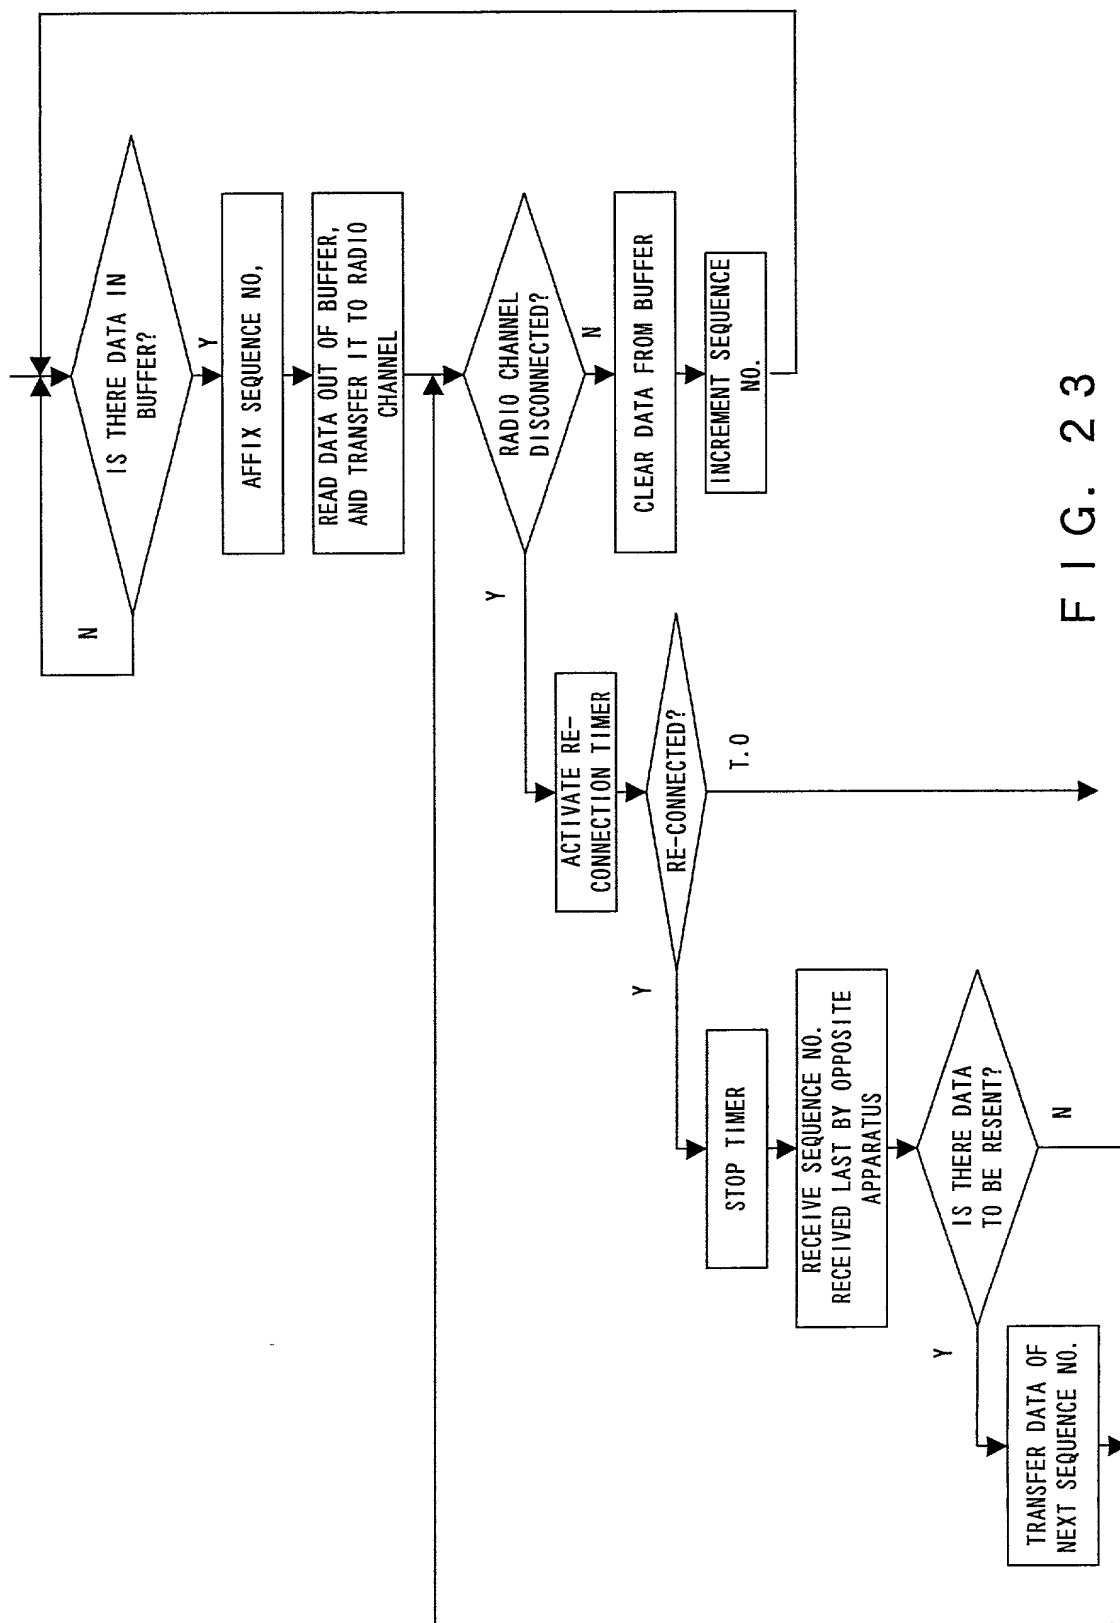 IS THERE DATA IN
BUFFER?
N
Y
AFFIX SEQUENCE NO,
READ DATA OUT OF BUFFER,
AND TRANSFER IT TO RADIO
CHANNEL
RADIO CHANNEL
DISCONNECTED?
Y
N
CLEAR DATA FROM BUFFER
INCREMENT SEQUENCE
NO.
ACTIVATE RE-
CONNECTION TIMER
RE-CONNECTED?
Y
T.O
STOP TIMER
RECEIVE SEQUENCE NO.
RECEIVED LAST BY OPPOSITE
APPARATUS
IS THERE DATA
TO BE RESENT?
Y
N
TRANSFER DATA OF
NEXT SEQUENCE NO.
FIG. 23